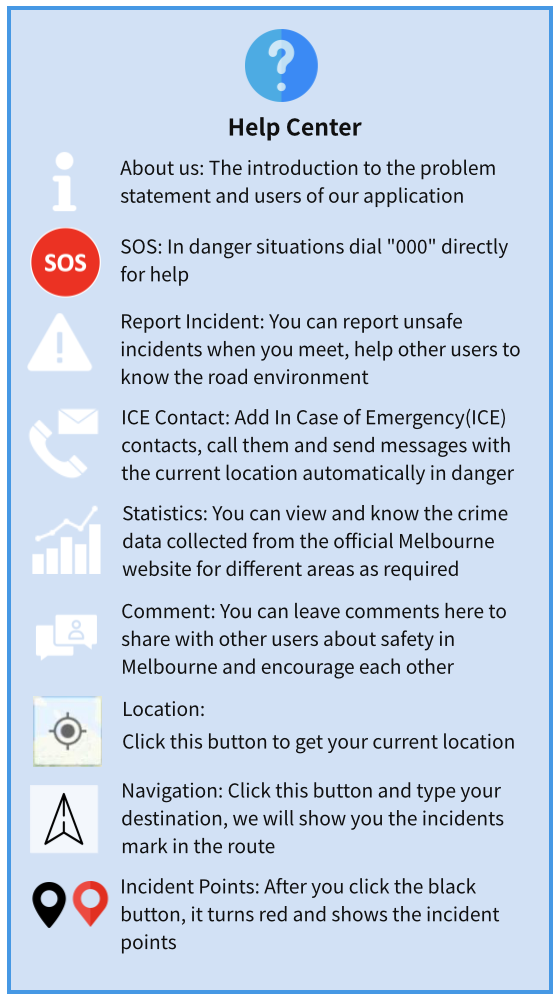 ?
Help Center
About us: The introduction to the problem
statement and users of our application
SOS
SOS: In danger situations dial "000" directly
for help
Report Incident: You can report unsafe
incidents when you meet, help other users to
know the road environment
ICE Contact: Add In Case of Emergency(ICE)
contacts, call them and send messages with
the current location automatically in danger
Statistics: You can view and know the crime
data collected from the official Melbourne
website for different areas as required
Comment: You can leave comments here to
share with other users about safety in
Melbourne and encourage each other
Location:
Click this button to get your current location
Navigation: Click this button and type your
destination, we will show you the incidents
mark in the route
Incident Points: After you click the black
button, it turns red and shows the incident
points